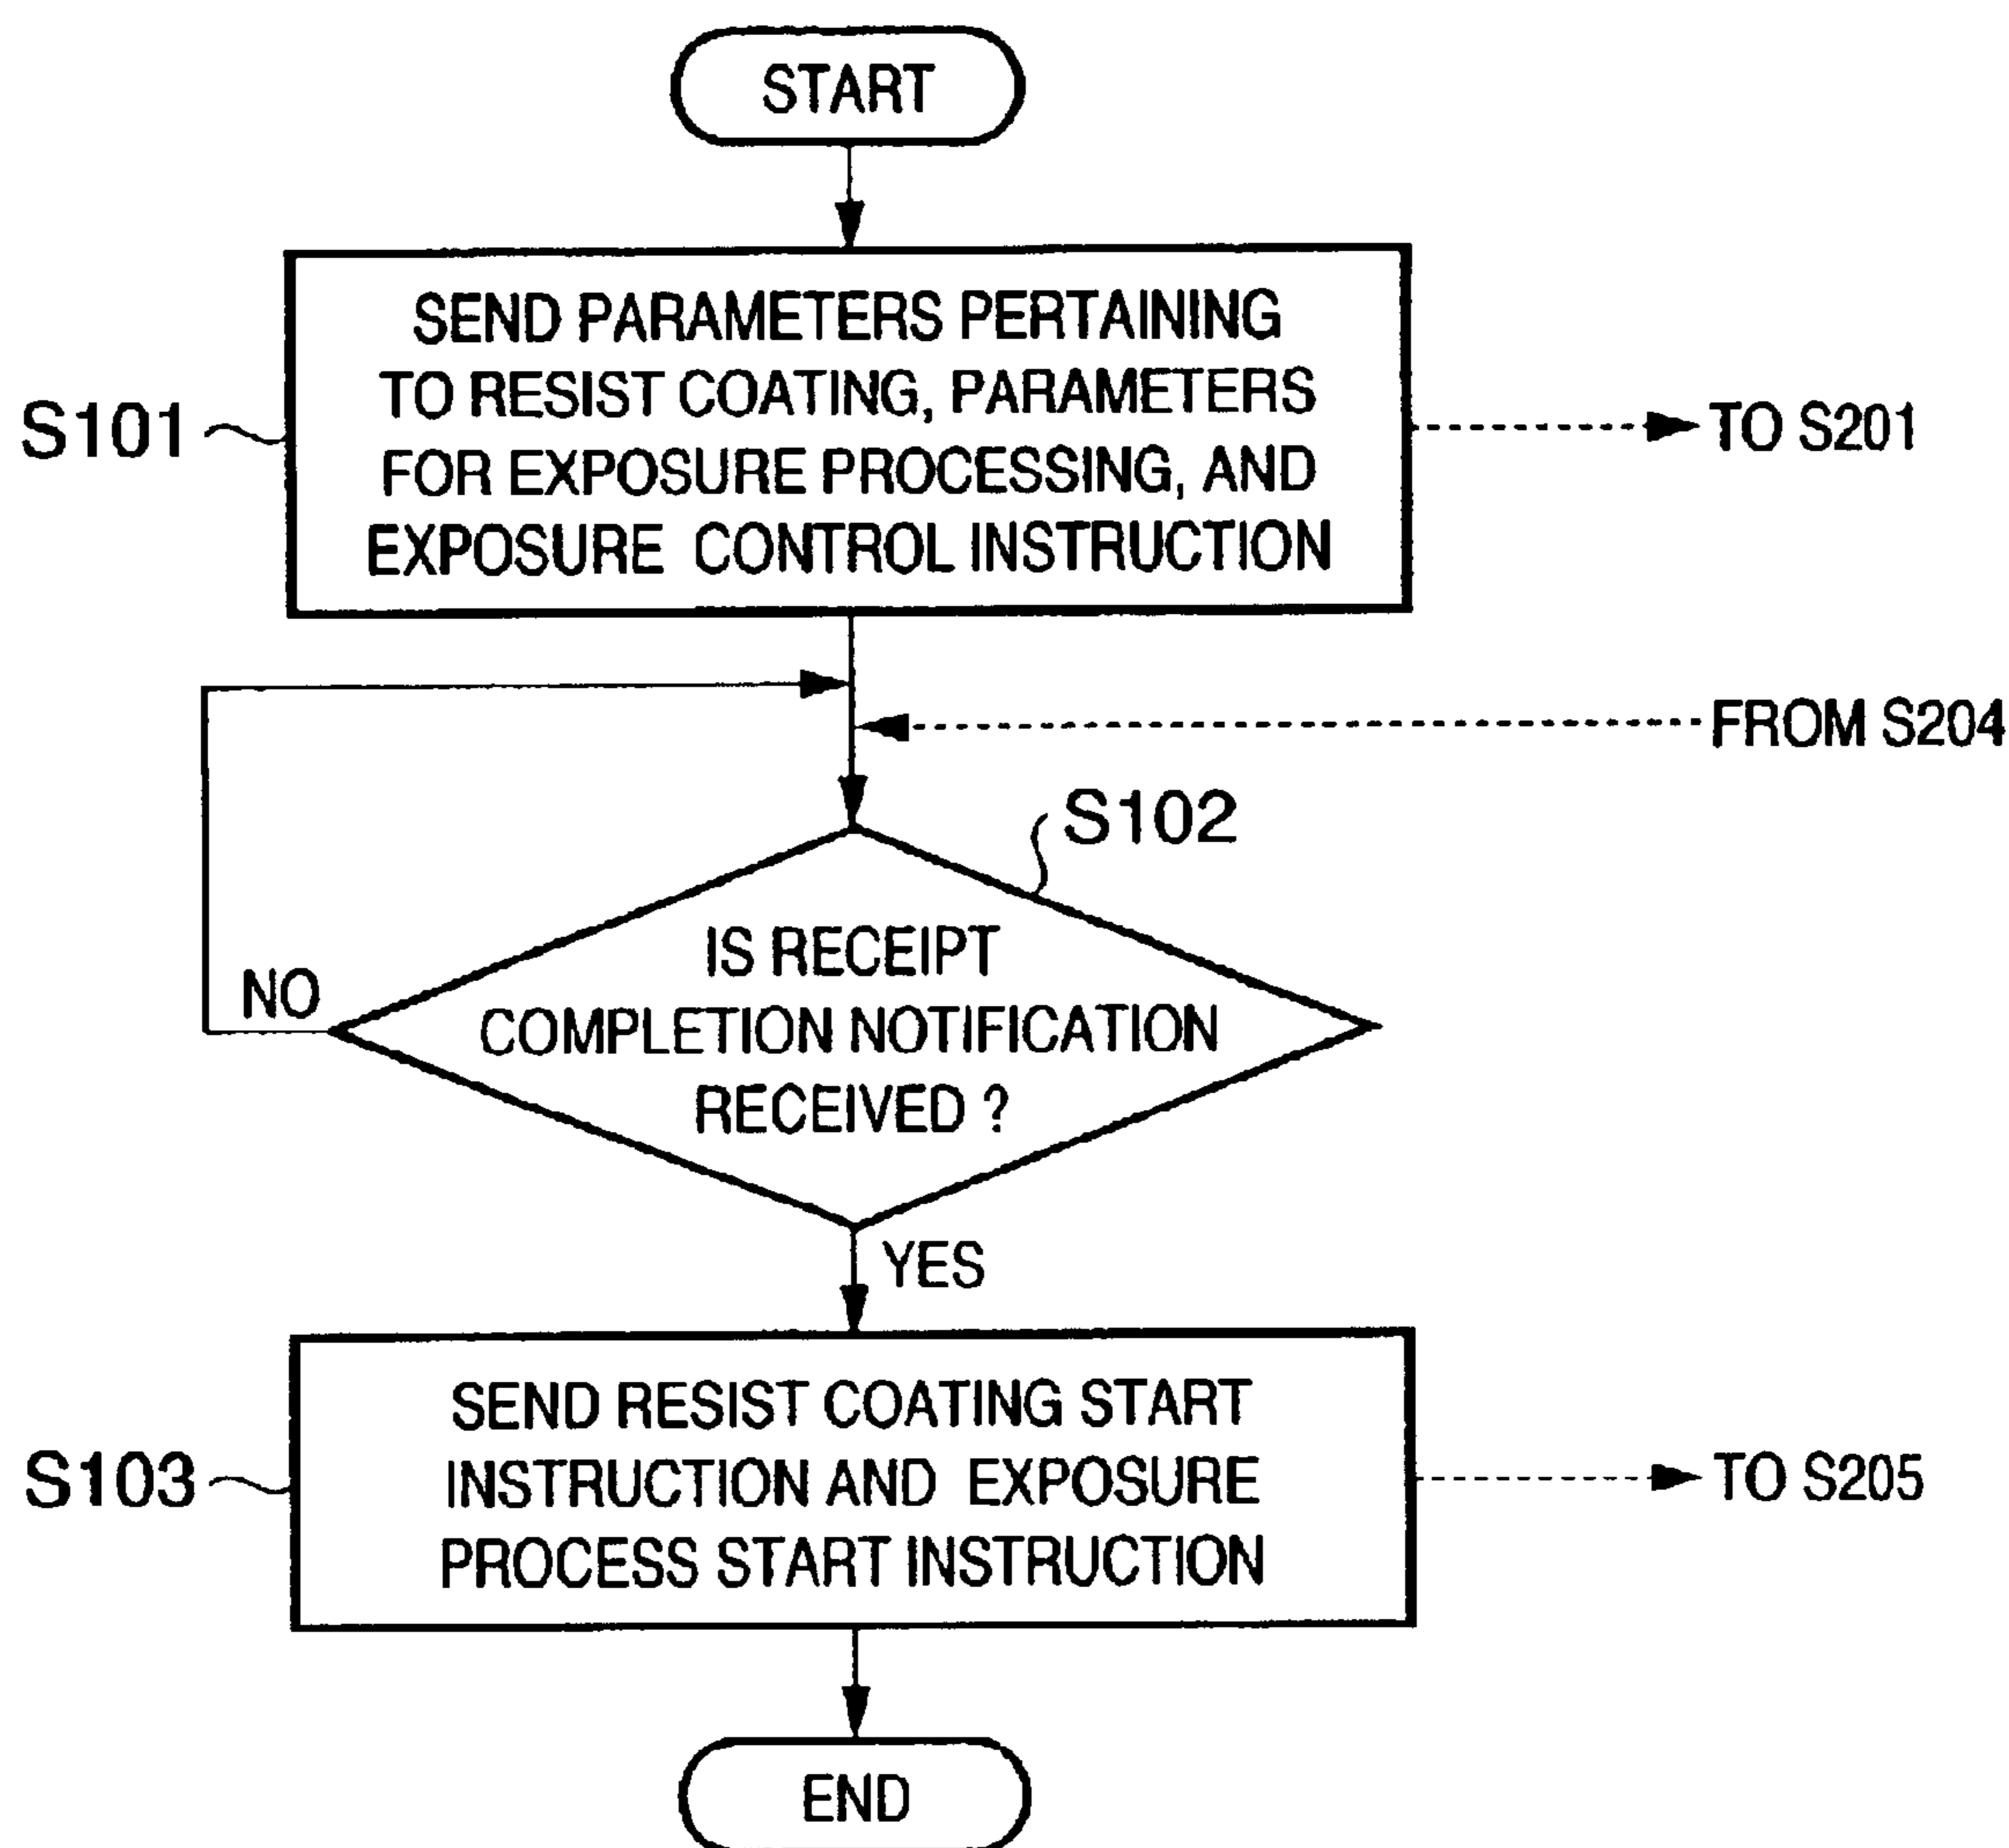 START
SEND PARAMETERS PERTAINING
TO RESIST COATING, PARAMETERS
FOR EXPOSURE PROCESSING, AND
EXPOSURE CONTROL INSTRUCTION
S101
TO S201
FROM S204
S102
IS RECEIPT
COMPLETION NOTIFICATION
RECEIVED ?
NO
YES
SEND RESIST COATING START
INSTRUCTION AND EXPOSURE
PROCESS START INSTRUCTION
S103
TO S205
END